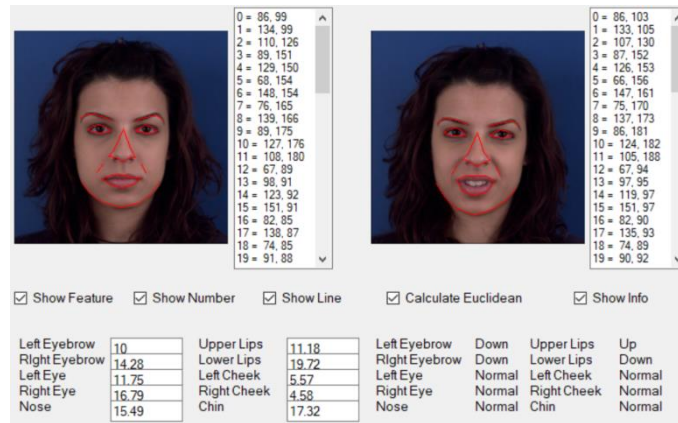 0 = 86, 99
1 = 134, 99
2 = 110, 126
3 = 89, 151
4 = 129, 150
5 = 68, 154
6 = 148, 154
7 = 76, 165
8 = 139, 166
9 = 89, 175
10 = 127, 176
11 = 108, 180
12 = 67, 89
13 = 98, 91
14 = 123, 92
15 = 151, 91
16 = 82, 85
17 = 138, 87
18 = 74, 85
19 = 91, 88
0 = 86, 103
1 = 133, 105
2 = 107, 130
3 = 87, 152
4 = 126, 153
5 = 66, 156
6 = 147, 161
7 = 75, 170
8 = 137, 173
9 = 86, 181
10 = 124, 182
11 = 105, 188
12 = 67, 94
13 = 97, 95
14 = 119, 97
15 = 151, 97
16 = 82, 90
17 = 135, 93
18 = 74, 89
19 = 90, 92
Show Feature Show Number Show Line Calculate Euclidean Show Info
Left Eyebrow 10 Upper Lips 11.18 Left Eyebrow Down Upper Lips Up
RIght Eyebrow 14.28 Lower Lips 19.72 RIght Eyebrow Down Lower Lips Down
Left Eye 11.75 Left Cheek 5.57 Left Eye Normal Left Cheek Normal
Right Eye 16.79 Right Cheek 4.58 Right Eye Normal Right Cheek Normal
Nose 15.49 Chin 17.32 Nose Normal Chin Normal